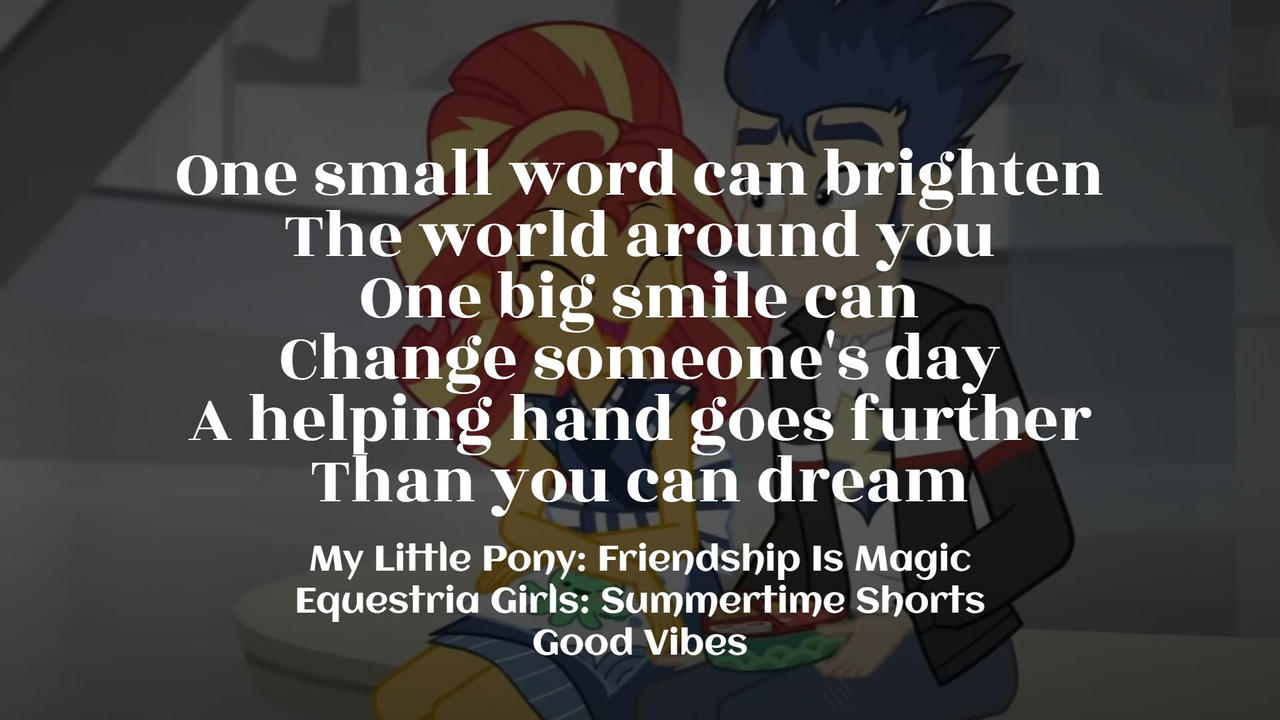 One small word can brighten
The world around you
One big smile can
Change someone's day
A helping hand goes further
Than you can dream
My Little Pony: Friendship Is Magic
Equestria Girls: Summertime Shorts
Good Vibes